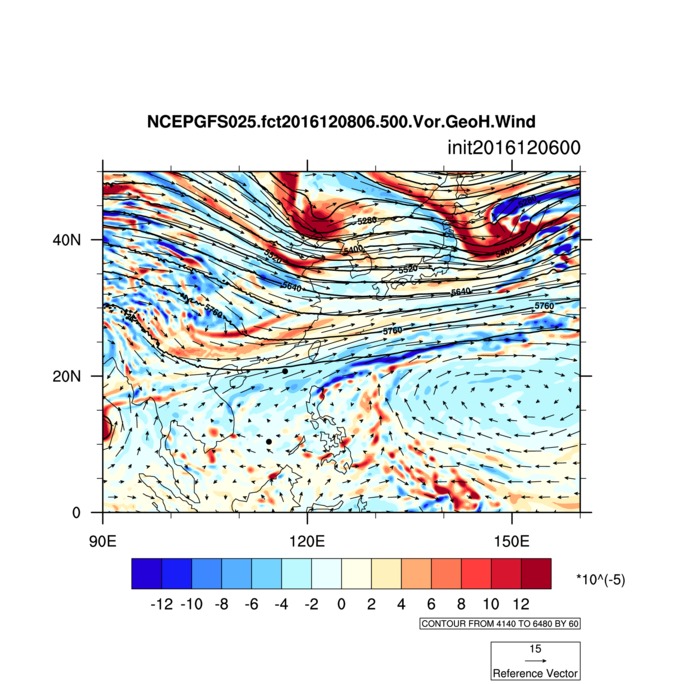 NCEPGFS025.fct2016120806.500.Vor.GeoH.Wind
init2016120600
40N
20N
0
90E 120E 150E
5280
5400
5520
5640
5640
5760
5760
5760
-12 -10 -8 -6 -4 -2 0 2 4 6 8 10 12
*10^(-5)
CONTOUR FROM 4140 TO 6480 BY 60
15
Reference Vector